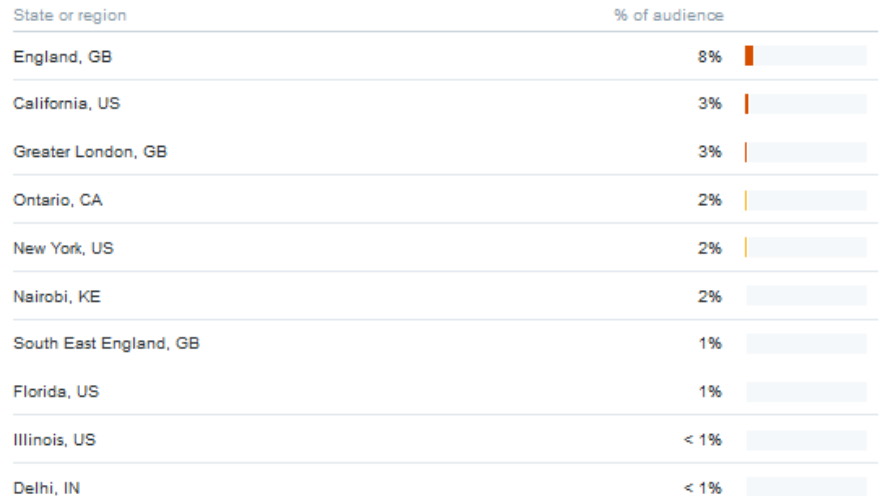 State or region % of audience
England, GB 8%
California, US 3%
Greater London, GB 3%
Ontario, CA 2%
New York, US 2%
Nairobi, KE 2%
South East England, GB 1%
Florida, US 1%
Illinois, US < 1%
Delhi, IN < 1%